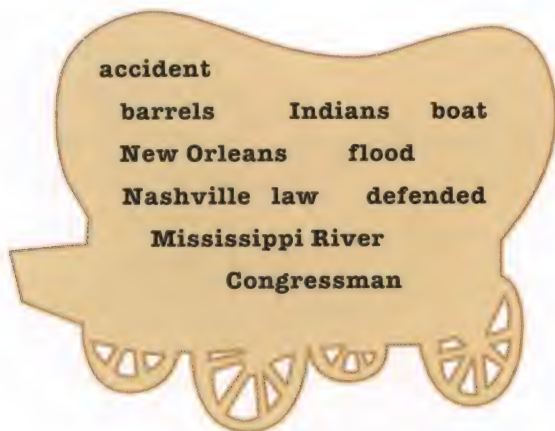 accident
barrels Indians boat
New Orleans flood
Nashville law defended
Mississippi River
Congressman